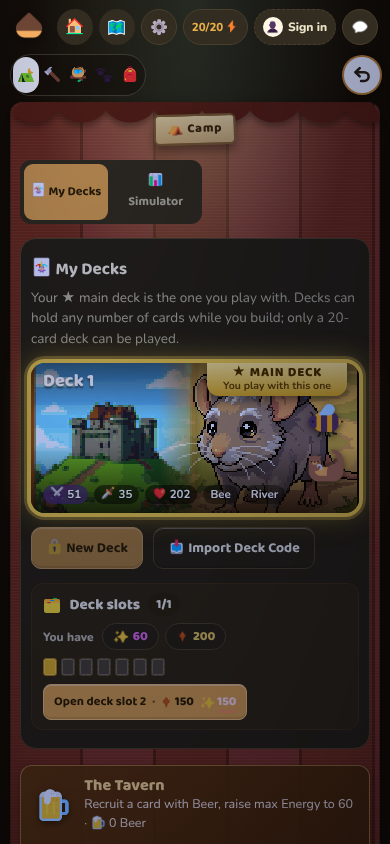 20/20
Sign in
Camp
My Decks
Simulator
My Decks
Your ★ main deck is the one you play with. Decks can
hold any number of cards while you build; only a 20-
card deck can be played.
Deck 1
★ MAIN DECK
You play with this one
51
35
202
Bee
River
New Deck
Import Deck Code
Deck slots 1/1
You have 60 200
Open deck slot 2 · 150 150
The Tavern
Recruit a card with Beer, raise max Energy to 60
· 0 Beer